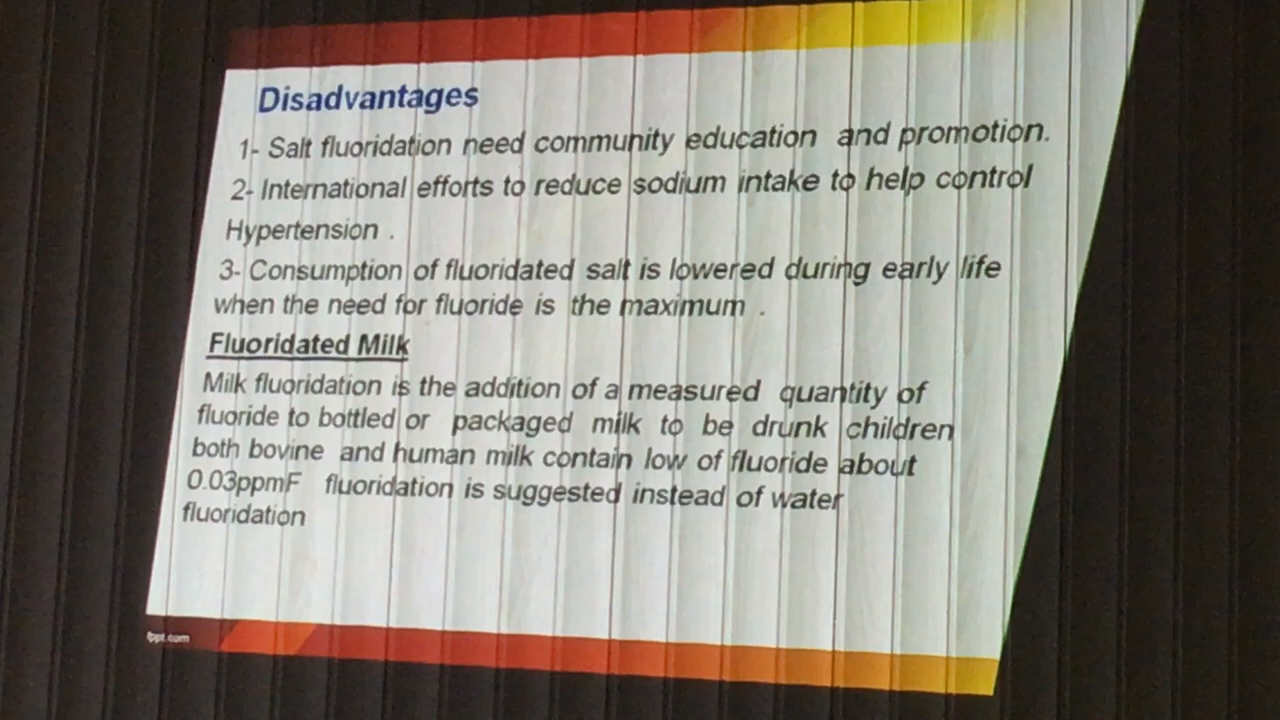 Disadvantages
1- Salt fluoridation need community education and promotion.
2- International efforts to reduce sodium intake to help control
Hypertension .
3- Consumption of fluoridated salt is lowered during early life
when the need for fluoride is the maximum .
Fluoridated Milk
Milk fluoridation is the addition of a measured quantity of
fluoride to bottled or packaged milk to be drunk children
both bovine and human milk contain low of fluoride about
0.03ppmF fluoridation is suggested instead of water
fluoridation
fppt.com